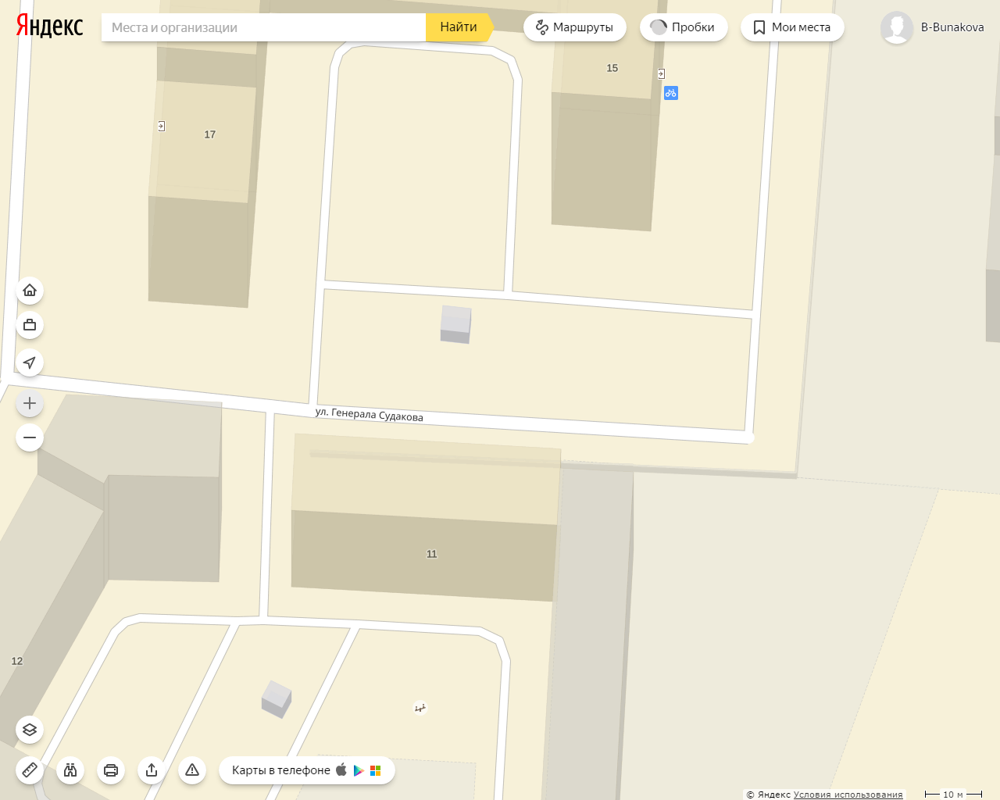 Яндекс
Места и организации
Найти
Маршруты
Пробки
Мои места
B-Bunakova
15
17
ул. Генерала Судакова
11
12
Карты в телефоне
© Яндекс Условия использования
10 м